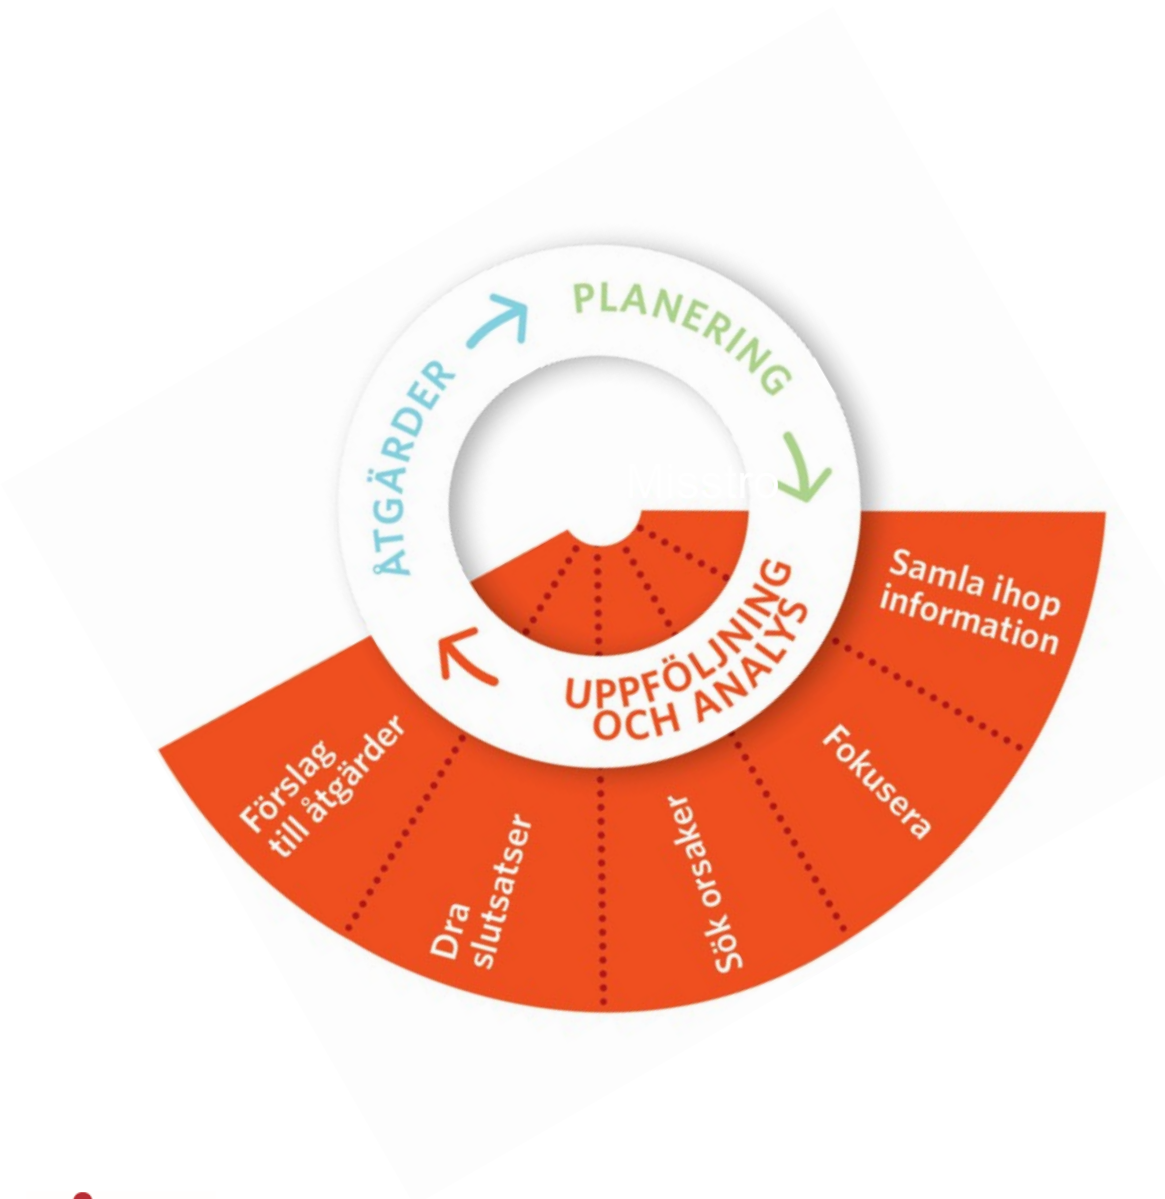 PLANERING
UPPFÖLJNING
OCH ANALYS
ÅTGÄRDER
Samla ihop
information
Fokusera
Sök orsaker
Dra
slutsatser
Förslag
till åtgärder